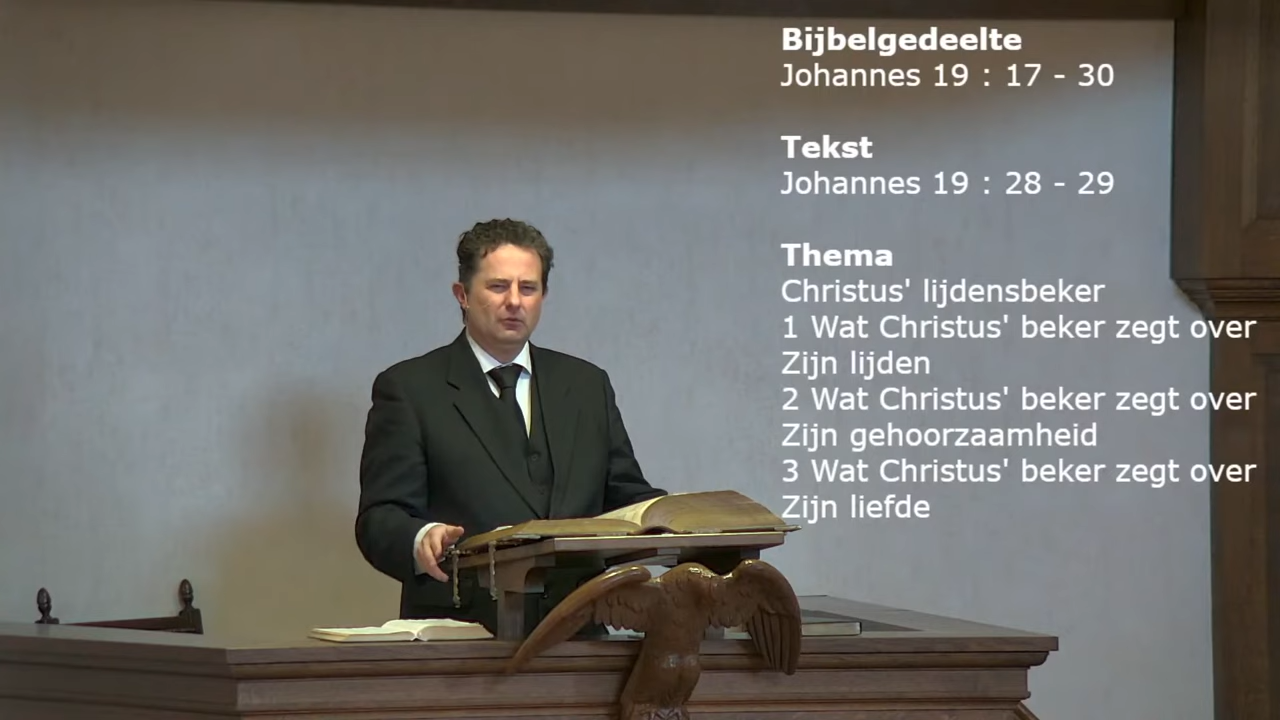 Bijbelgedeelte
Johannes 19 : 17 - 30
Tekst
Johannes 19 : 28 - 29
Thema
Christus' lijdensbeker
1 Wat Christus' beker zegt over
Zijn lijden
2 Wat Christus' beker zegt over
Zijn gehoorzaamheid
3 Wat Christus' beker zegt over
Zijn liefde